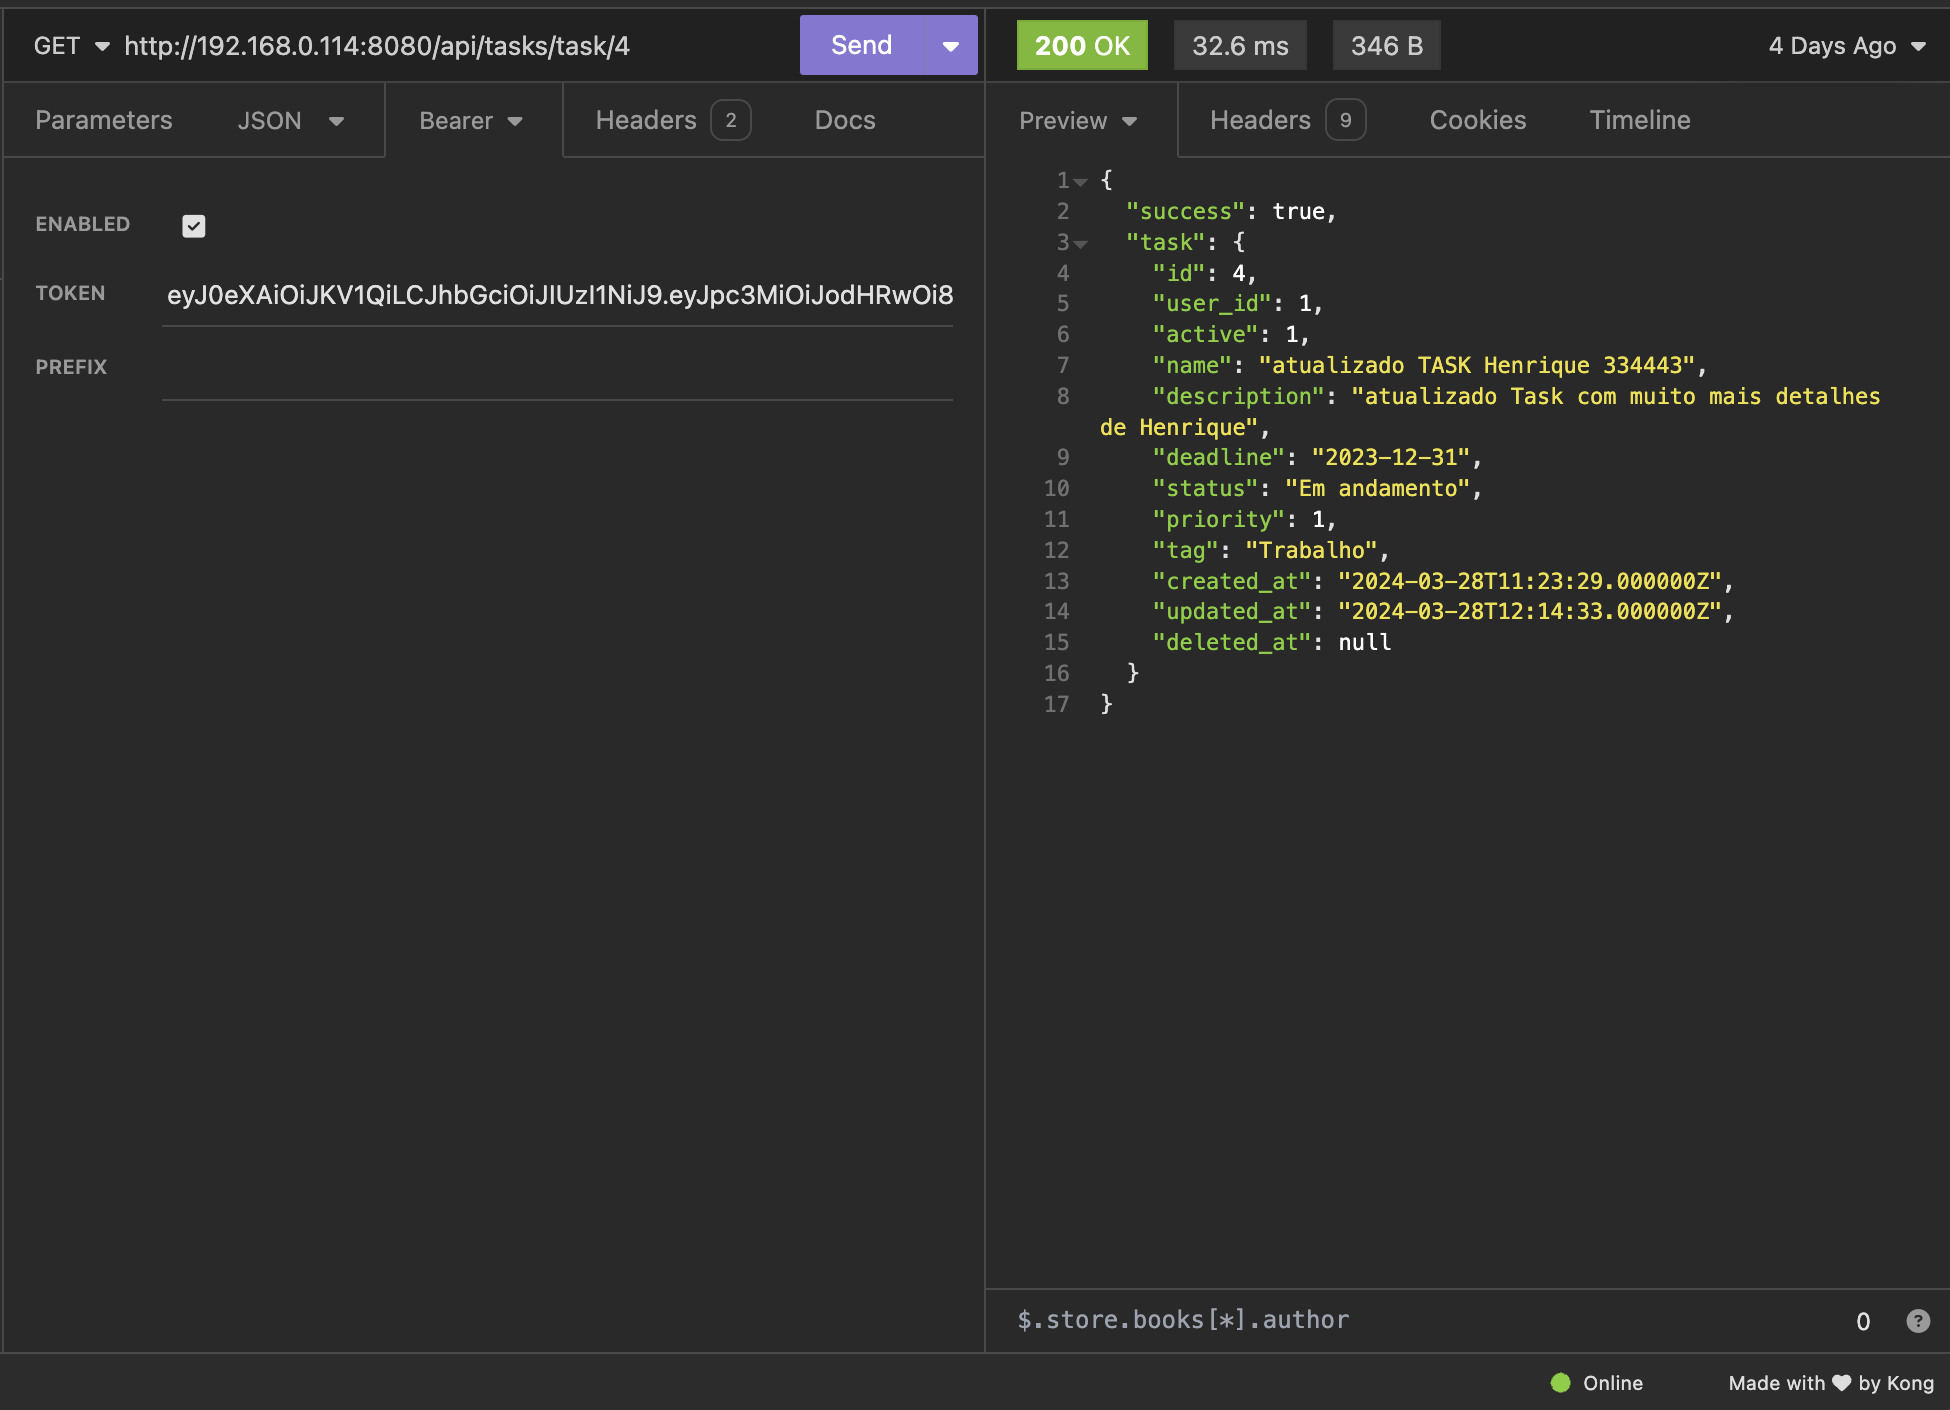 GET http://192.168.0.114:8080/api/tasks/task/4 Send
200 OK 32.6 ms 346 B 4 Days Ago
Parameters JSON Bearer Headers 2 Docs
Preview Headers 9 Cookies Timeline
ENABLED
TOKEN eyJ0eXAiOiJKV1QiLCJhbGciOiJIUzI1NiJ9.eyJpc3MiOiJodHRwOi8
PREFIX
1 {
2 "success": true,
3 "task": {
4 "id": 4,
5 "user_id": 1,
6 "active": 1,
7 "name": "atualizado TASK Henrique 334443",
8 "description": "atualizado Task com muito mais detalhes
de Henrique",
9 "deadline": "2023-12-31",
10 "status": "Em andamento",
11 "priority": 1,
12 "tag": "Trabalho",
13 "created_at": "2024-03-28T11:23:29.000000Z",
14 "updated_at": "2024-03-28T12:14:33.000000Z",
15 "deleted_at": null
16 }
17 }
$.store.books[*].author 0 ?
Online Made with ♥ by Kong